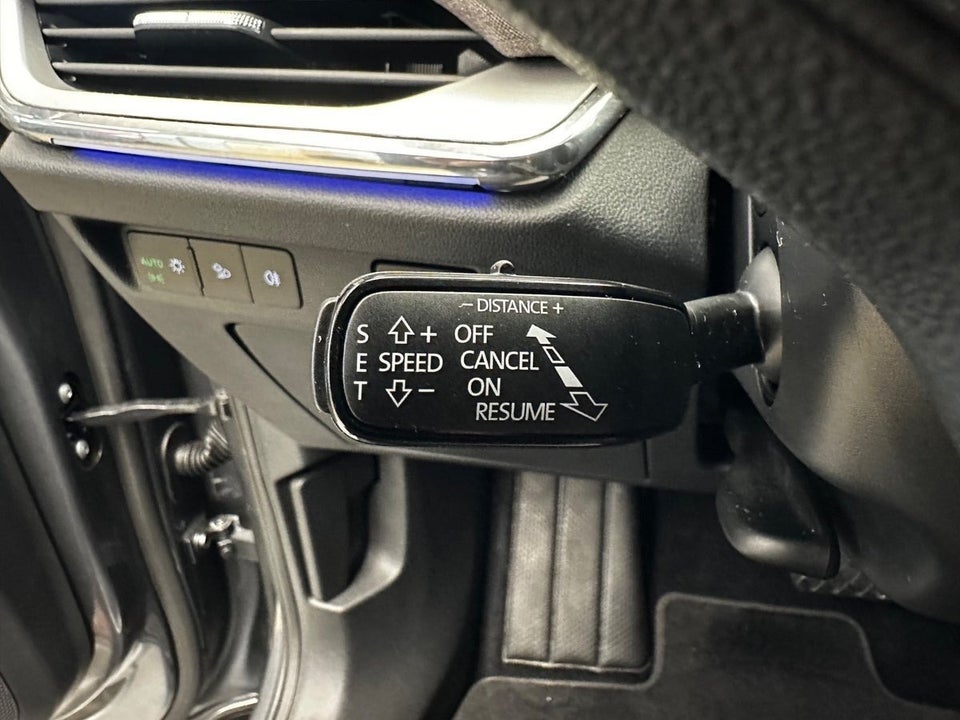 AUTO
− DISTANCE +
S + OFF
E SPEED CANCEL
T − ON
RESUME